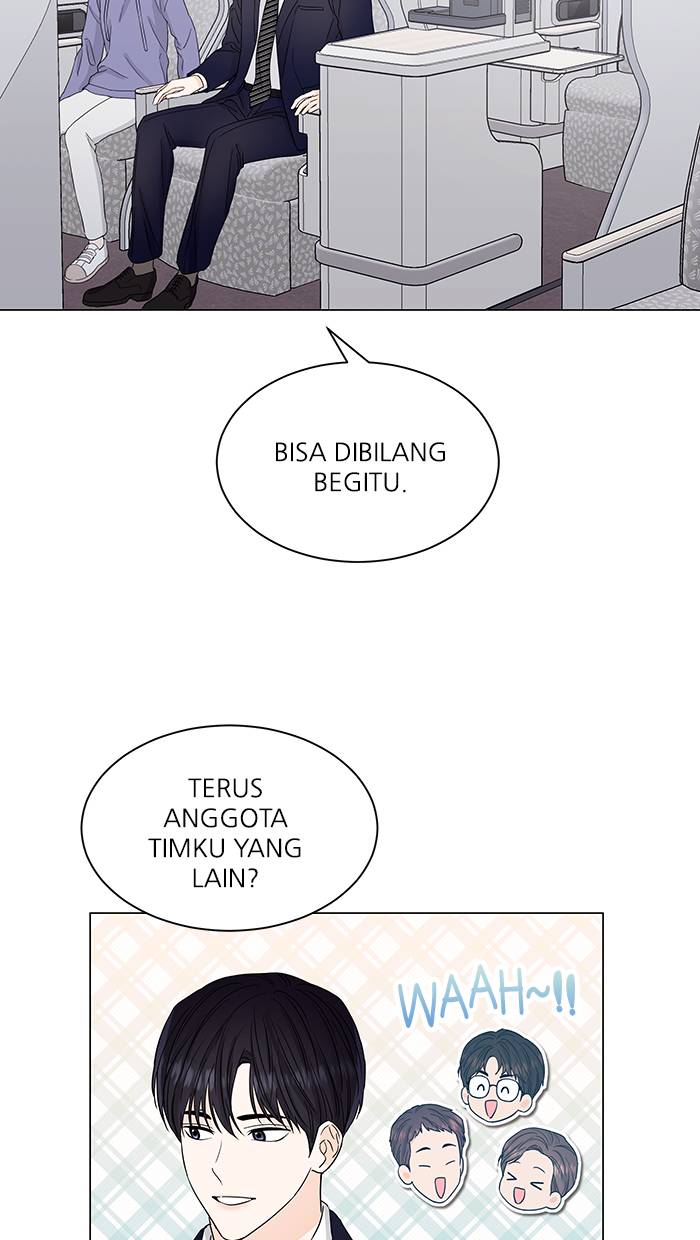 BISA DIBILANG
BEGITU.
TERUS
ANGGOTA
TIMKU YANG
LAIN?
WAAH~!!